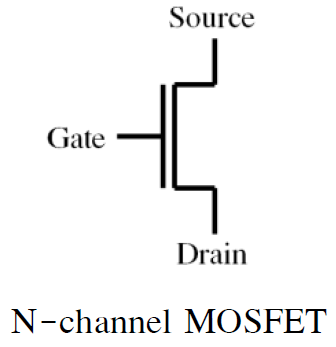 Source
Gate
Drain
N-channel MOSFET